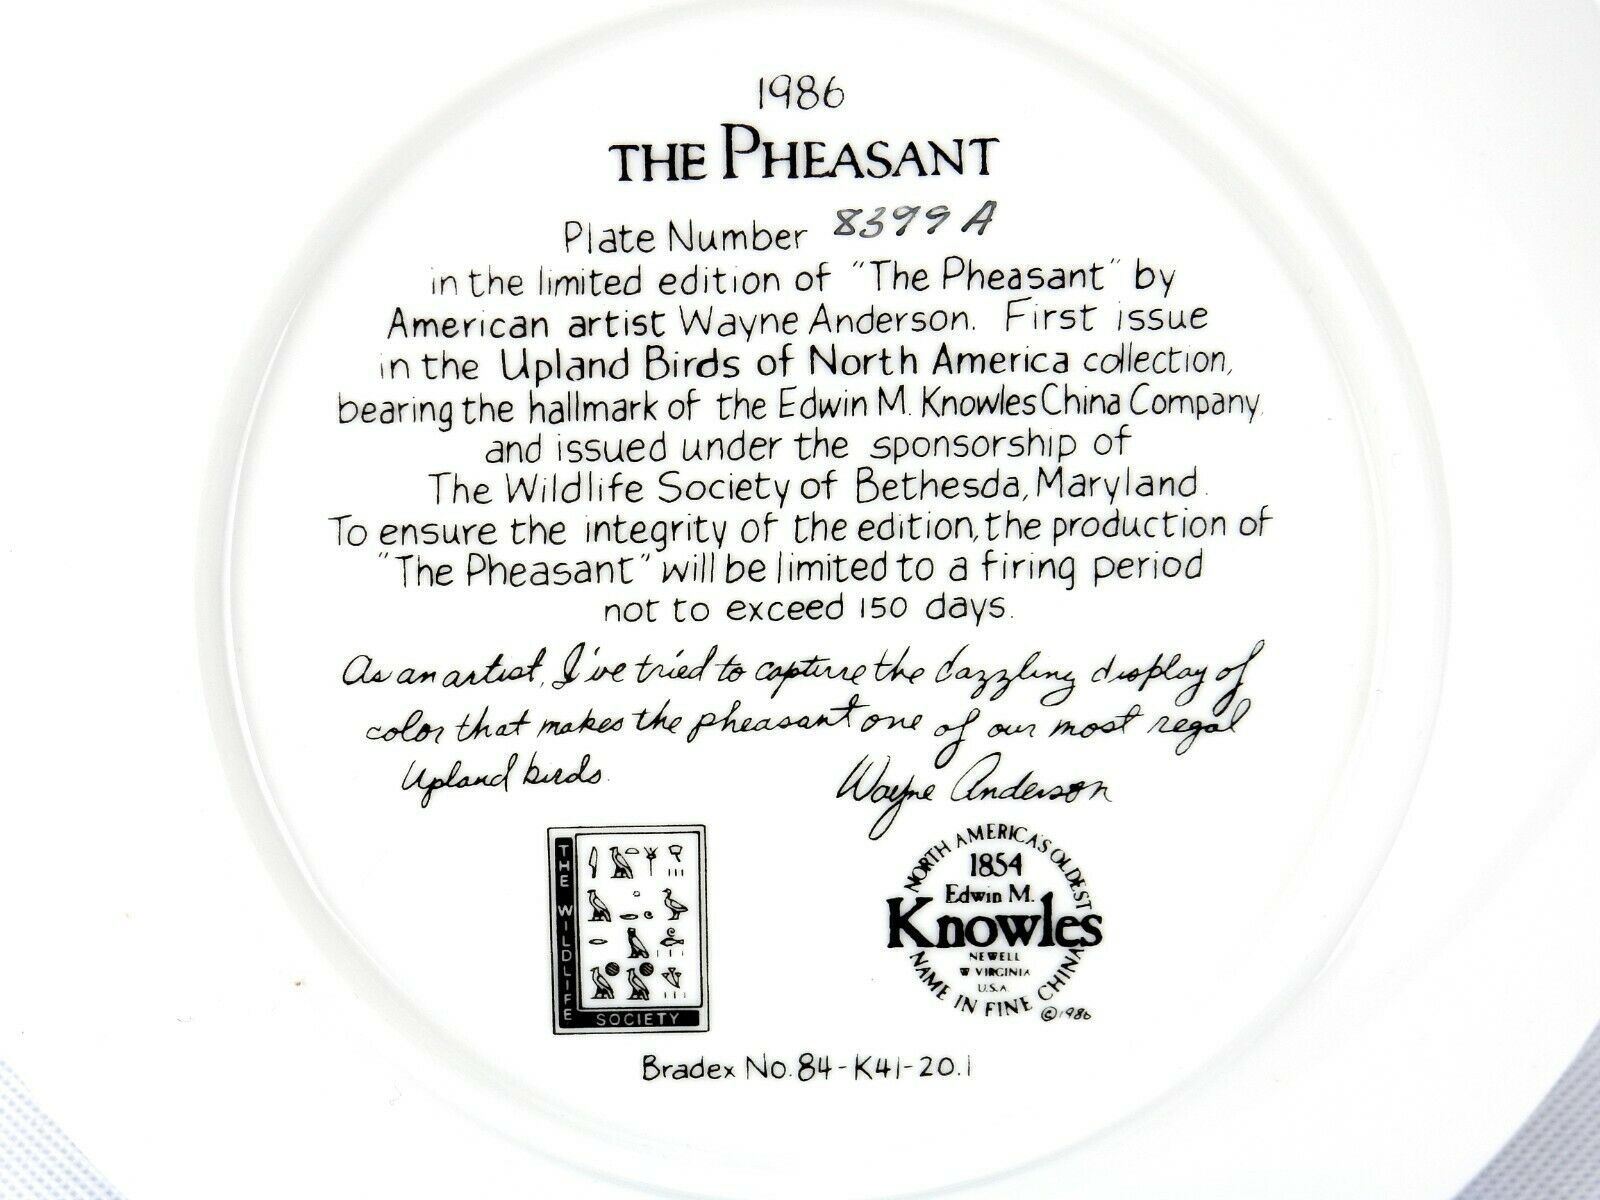 1986
THE PHEASANT
Plate Number 8399 A
in the limited edition of "The Pheasant" by
American artist Wayne Anderson. First issue
in the Upland Birds of North America collection,
bearing the hallmark of the Edwin M. Knowles China Company
and issued under the sponsorship of
The Wildlife Society of Bethesda, Maryland.
To ensure the integrity of the edition, the production of
"The Pheasant" will be limited to a firing period
not to exceed 150 days.
As an artist, I've tried to capture the dazzling display of
color that makes the pheasant one of our most regal
Upland birds.
Wayne Anderson
THE WILDLIFE
SOCIETY
NORTH AMERICA'S OLDEST
1854
Edwin M.
Knowles
NEWELL
W VIRGINIA
U.S.A.
NAME IN FINE CHINA
©1986
Bradex No. 84-K41-20.1